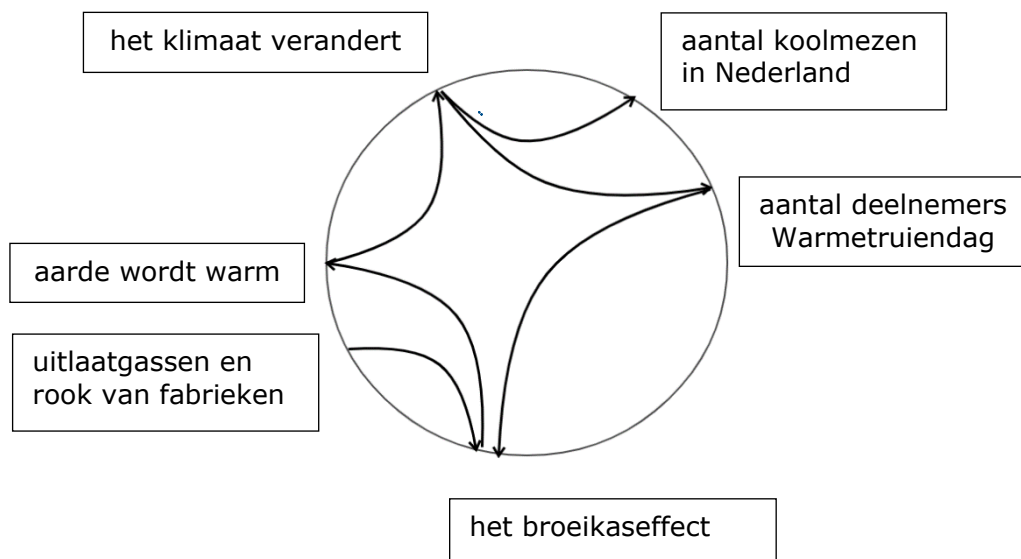 het klimaat verandert
aantal koolmezen
in Nederland
aantal deelnemers
Warmetruiendag
aarde wordt warm
uitlaatgassen en
rook van fabrieken
het broeikaseffect